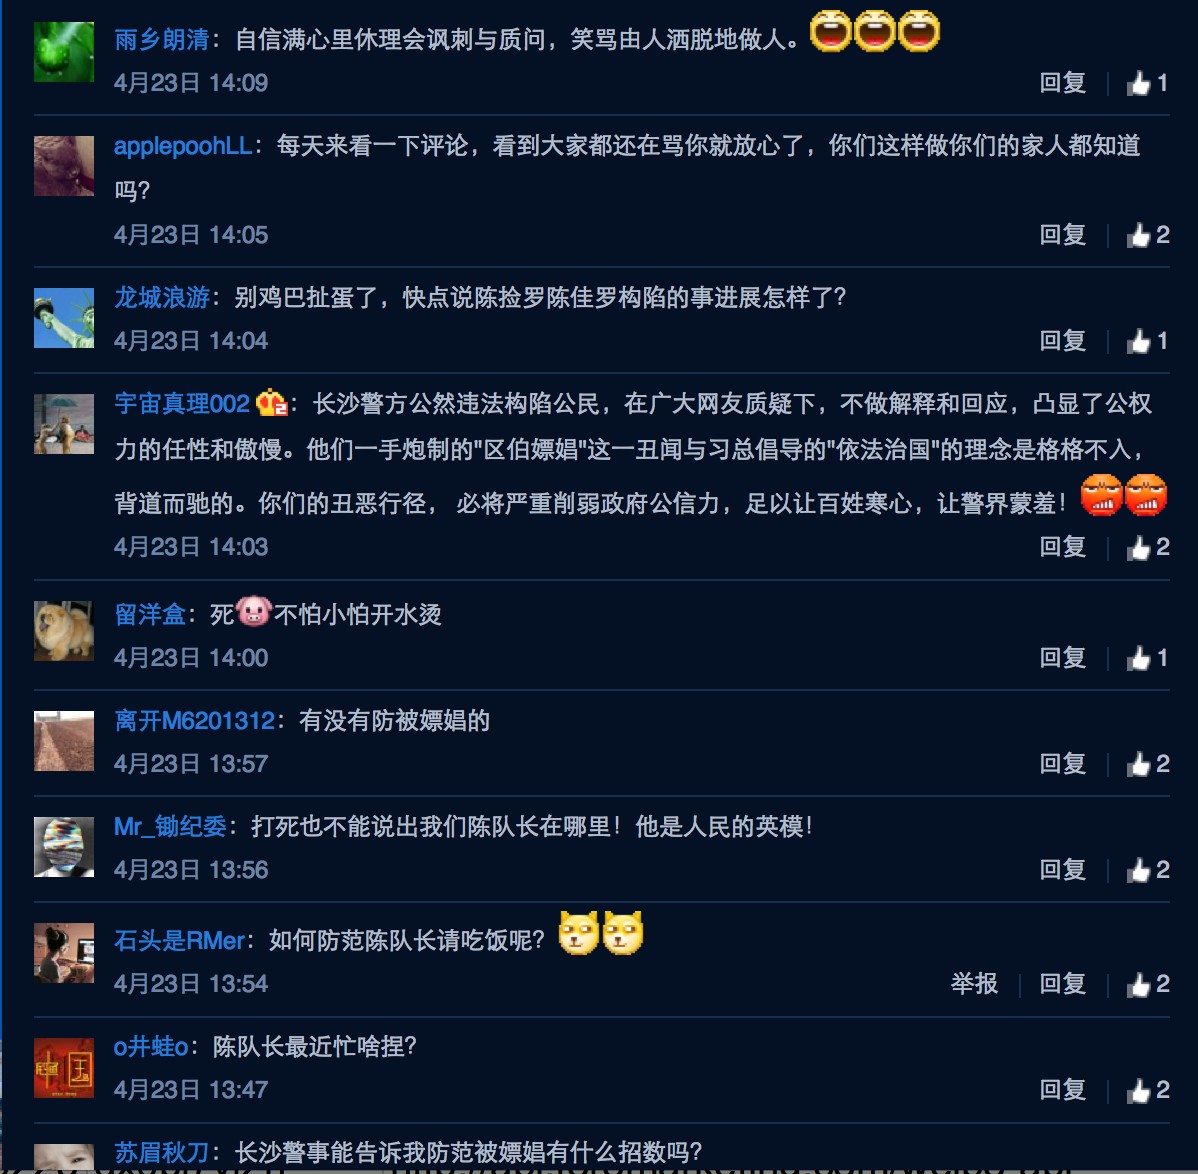 雨乡朗清：自信满心里休理会讽刺与质问，笑骂由人洒脱地做人。
4月23日 14:09 回复 1
applepoohLL：每天来看一下评论，看到大家都还在骂你就放心了，你们这样做你们的家人都知道
吗？
4月23日 14:05 回复 2
龙城浪游：别鸡巴扯蛋了，快点说陈捡罗陈佳罗构陷的事进展怎样了？
4月23日 14:04 回复 1
宇宙真理002 2：长沙警方公然违法构陷公民，在广大网友质疑下，不做解释和回应，凸显了公权
力的任性和傲慢。他们一手炮制的"区伯嫖娼"这一丑闻与习总倡导的"依法治国"的理念是格格不入，
背道而驰的。你们的丑恶行径， 必将严重削弱政府公信力，足以让百姓寒心，让警界蒙羞！
4月23日 14:03 回复 2
留洋盒：死不怕小怕开水烫
4月23日 14:00 回复 1
离开M6201312：有没有防被嫖娼的
4月23日 13:57 回复 2
Mr_锄纪委：打死也不能说出我们陈队长在哪里！他是人民的英模！
4月23日 13:56 回复 2
石头是RMer：如何防范陈队长请吃饭呢？
4月23日 13:54 举报 回复 2
o井蛙o：陈队长最近忙啥捏？
4月23日 13:47 回复 2
苏眉秋刀：长沙警事能告诉我防范被嫖娼有什么招数吗？